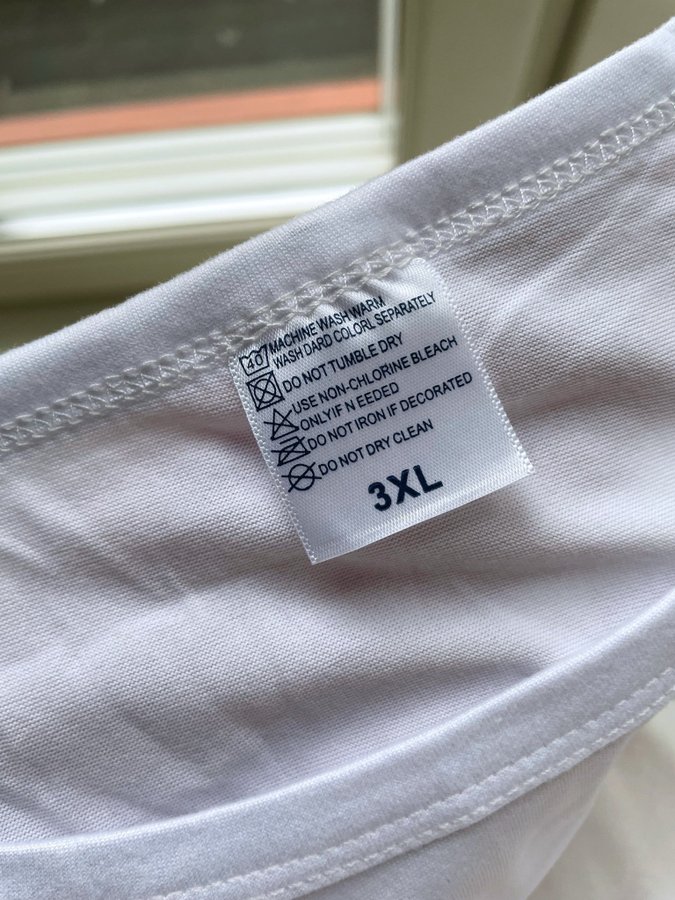 40 MACHINE WASH WARM
WASH DARD COLORL SEPARATELY
DO NOT TUMBLE DRY
USE NON-CHLORINE BLEACH
ONLYIF N EEDED
DO NOT IRON IF DECORATED
DO NOT DRY CLEAN
3XL